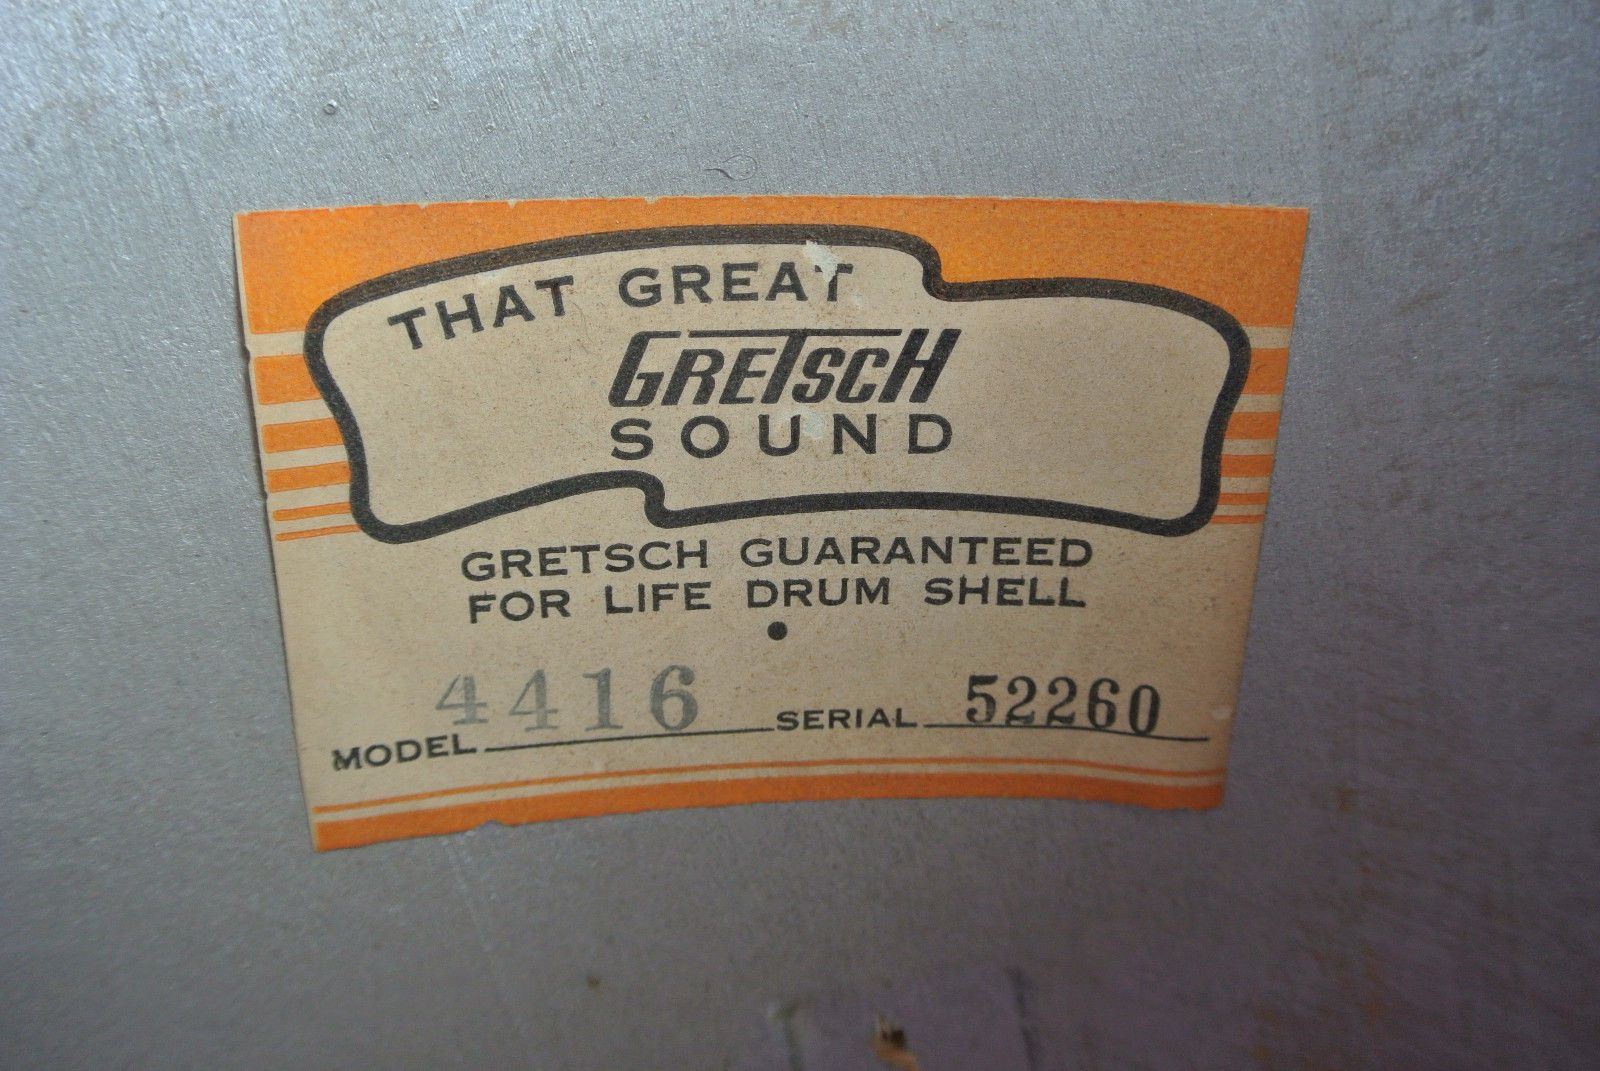 THAT GREAT
GRETSCH
SOUND
GRETSCH GUARANTEED
FOR LIFE DRUM SHELL
MODEL 4416 SERIAL 52260